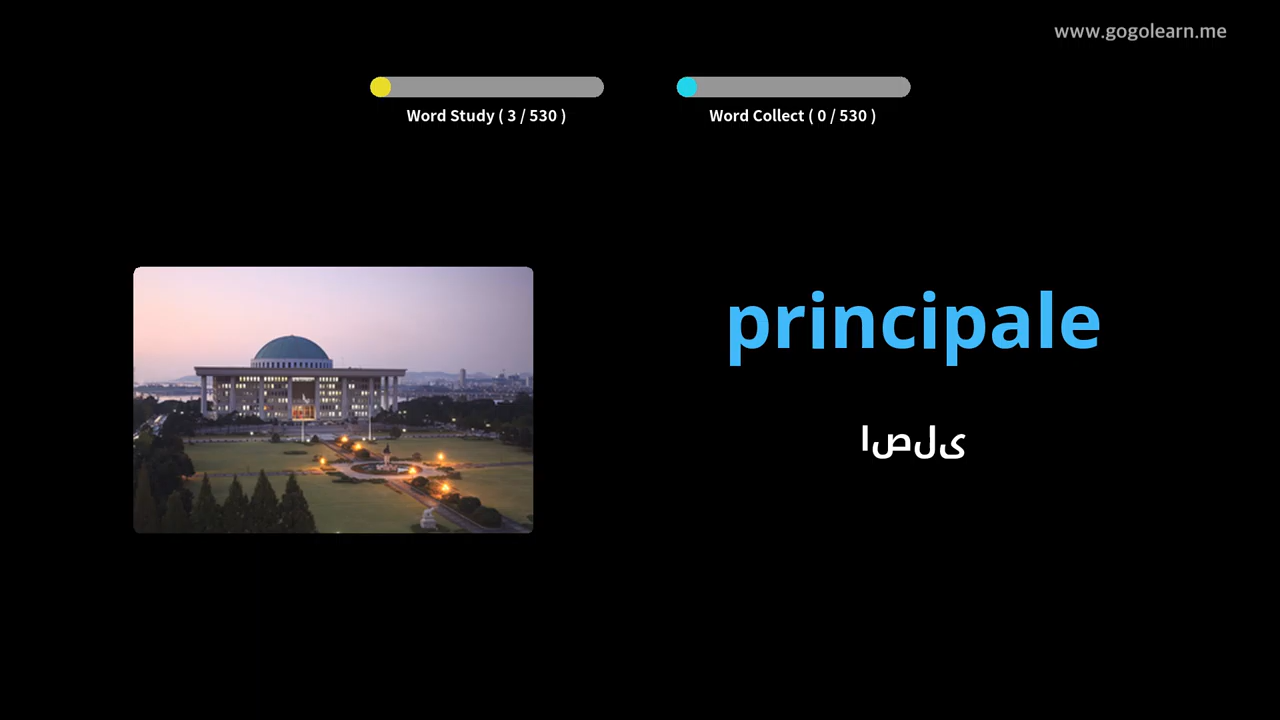 www.gogolearn.me
Word Study ( 3 / 530 )
Word Collect ( 0 / 530 )
principale
اصلی